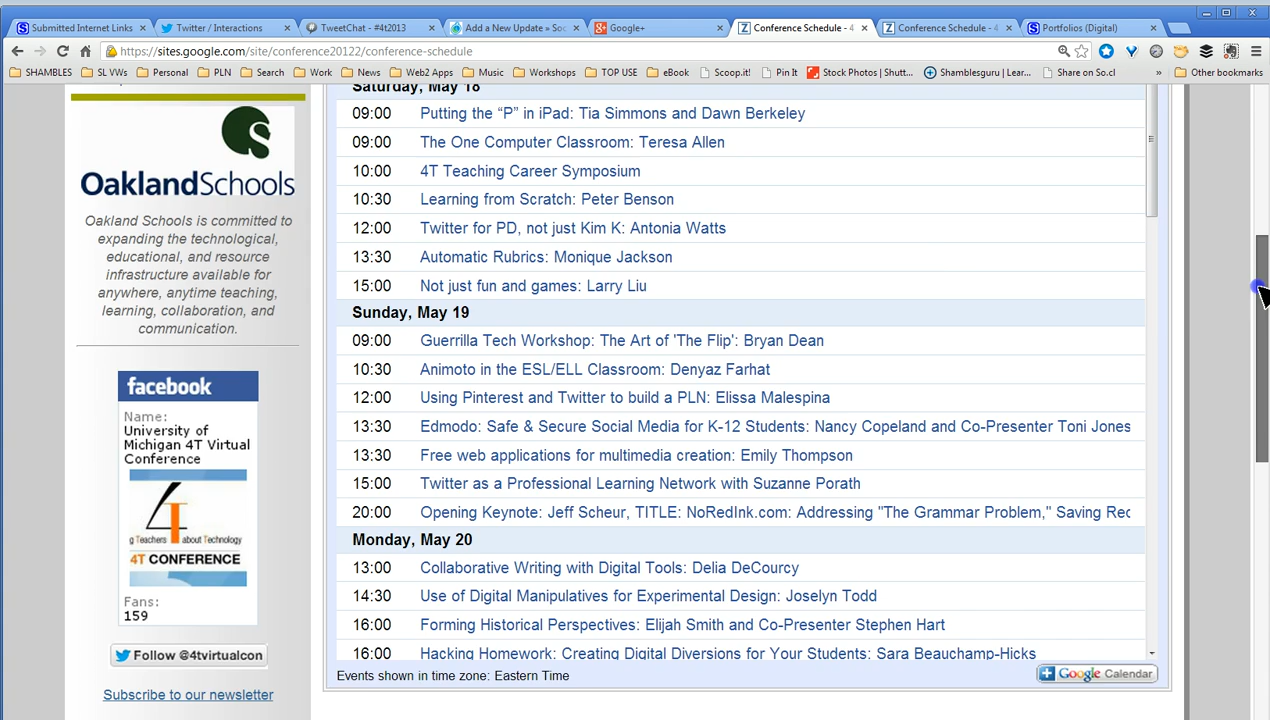 Submitted Internet Links
Twitter / Interactions
TweetChat - #4t2013
Add a New Update « Soc
Google+
Conference Schedule - 4
Conference Schedule - 4
Portfolios (Digital)
https://sites.google.com/site/conference20122/conference-schedule
SHAMBLES
SL VWs
Personal
PLN
Search
Work
News
Web2 Apps
Music
Workshops
TOP USE
eBook
Scoop.it!
Pin It
Stock Photos | Shutt...
Shamblesguru | Lear...
Share on So.cl
»
Other bookmarks
OaklandSchools
Oakland Schools is committed to
expanding the technological,
educational, and resource
infrastructure available for
anywhere, anytime teaching,
learning, collaboration, and
communication.
facebook
Name:
University of
Michigan 4T Virtual
Conference
4T
g Teachers about Technology
4T CONFERENCE
Fans:
159
Follow @4tvirtualcon
Subscribe to our newsletter
Saturday, May 18
09:00 Putting the “P” in iPad: Tia Simmons and Dawn Berkeley
09:00 The One Computer Classroom: Teresa Allen
10:00 4T Teaching Career Symposium
10:30 Learning from Scratch: Peter Benson
12:00 Twitter for PD, not just Kim K: Antonia Watts
13:30 Automatic Rubrics: Monique Jackson
15:00 Not just fun and games: Larry Liu
Sunday, May 19
09:00 Guerrilla Tech Workshop: The Art of 'The Flip': Bryan Dean
10:30 Animoto in the ESL/ELL Classroom: Denyaz Farhat
12:00 Using Pinterest and Twitter to build a PLN: Elissa Malespina
13:30 Edmodo: Safe & Secure Social Media for K-12 Students: Nancy Copeland and Co-Presenter Toni Jones
13:30 Free web applications for multimedia creation: Emily Thompson
15:00 Twitter as a Professional Learning Network with Suzanne Porath
20:00 Opening Keynote: Jeff Scheur, TITLE: NoRedInk.com: Addressing "The Grammar Problem," Saving Rec
Monday, May 20
13:00 Collaborative Writing with Digital Tools: Delia DeCourcy
14:30 Use of Digital Manipulatives for Experimental Design: Joselyn Todd
16:00 Forming Historical Perspectives: Elijah Smith and Co-Presenter Stephen Hart
16:00 Hacking Homework: Creating Digital Diversions for Your Students: Sara Beauchamp-Hicks
Events shown in time zone: Eastern Time
Google Calendar